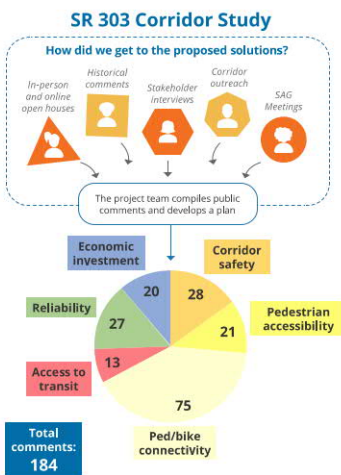 SR 303 Corridor Study
How did we get to the proposed solutions?
In-person
and online
open houses
Historical
comments
Stakeholder
interviews
Corridor
outreach
SAG
Meetings
The project team compiles public
comments and develops a plan
Economic
investment
Corridor
safety
20
28
Reliability
27
Pedestrian
accessibility
21
Access to
transit
13
75
Ped/bike
connectivity
Total
comments:
184